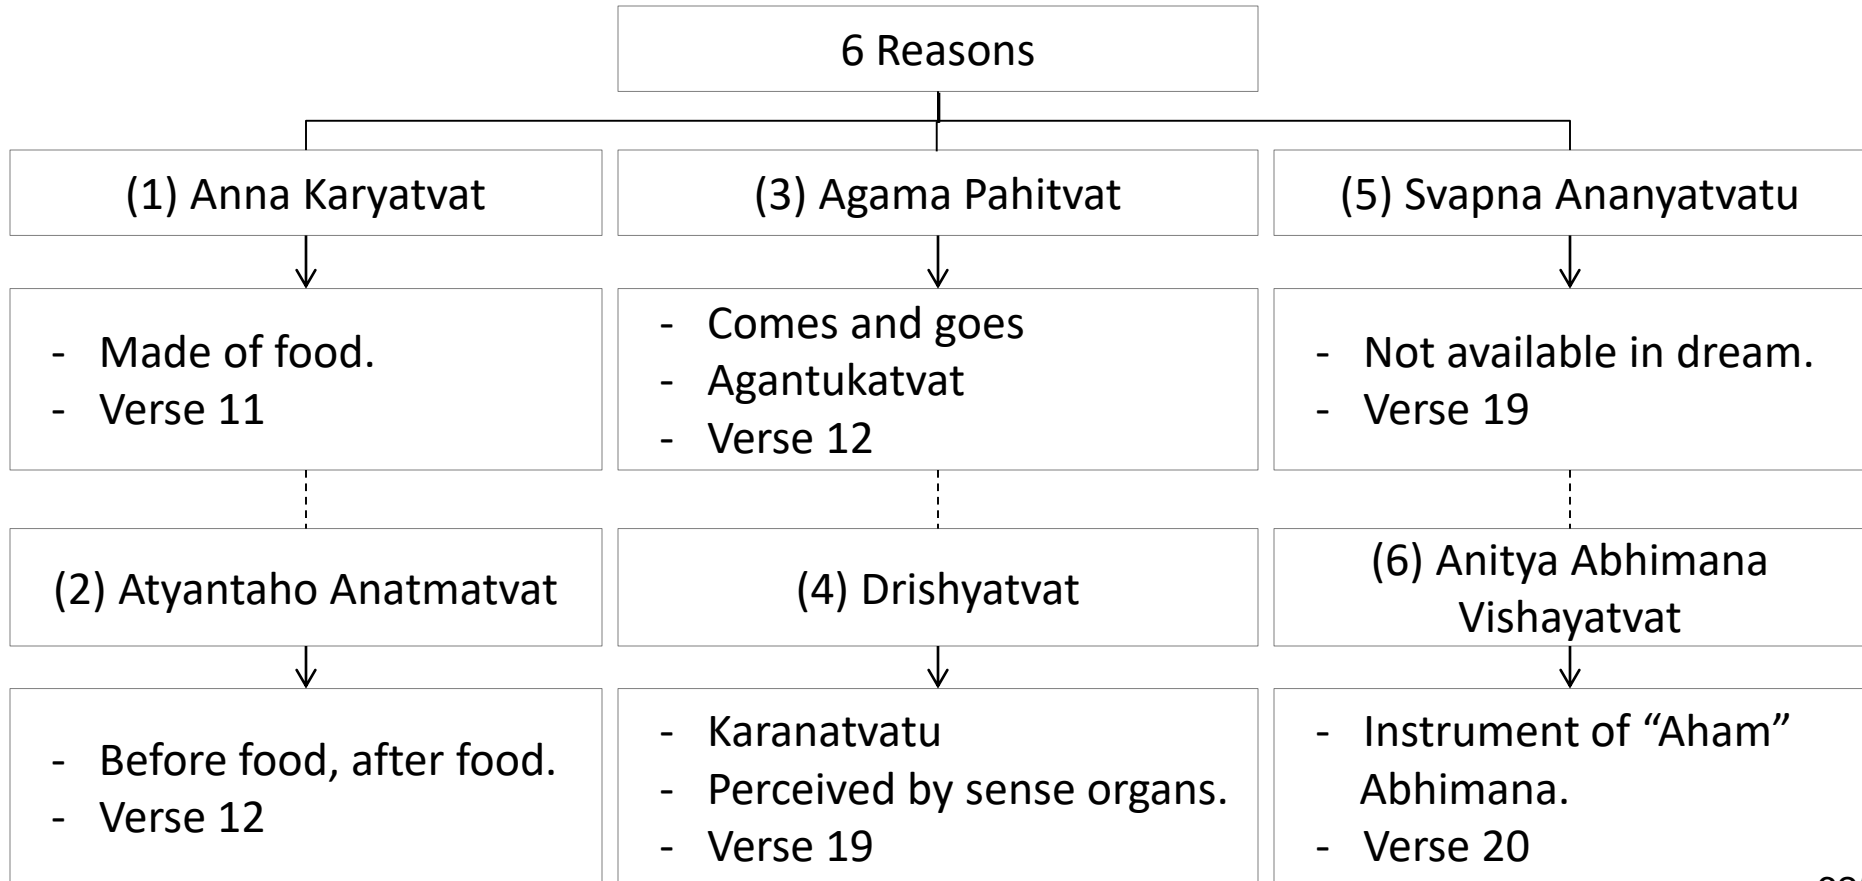 6 Reasons
(1) Anna Karyatvat
(3) Agama Pahitvat
(5) Svapna Ananyatvatu
- Made of food.
- Verse 11
- Comes and goes
- Agantukatvat
- Verse 12
- Not available in dream.
- Verse 19
(2) Atyantaho Anatmatvat
(4) Drishyatvat
(6) Anitya Abhimana
Vishayatvat
- Before food, after food.
- Verse 12
- Karanatvatu
- Perceived by sense organs.
- Verse 19
- Instrument of “Aham”
Abhimana.
- Verse 20